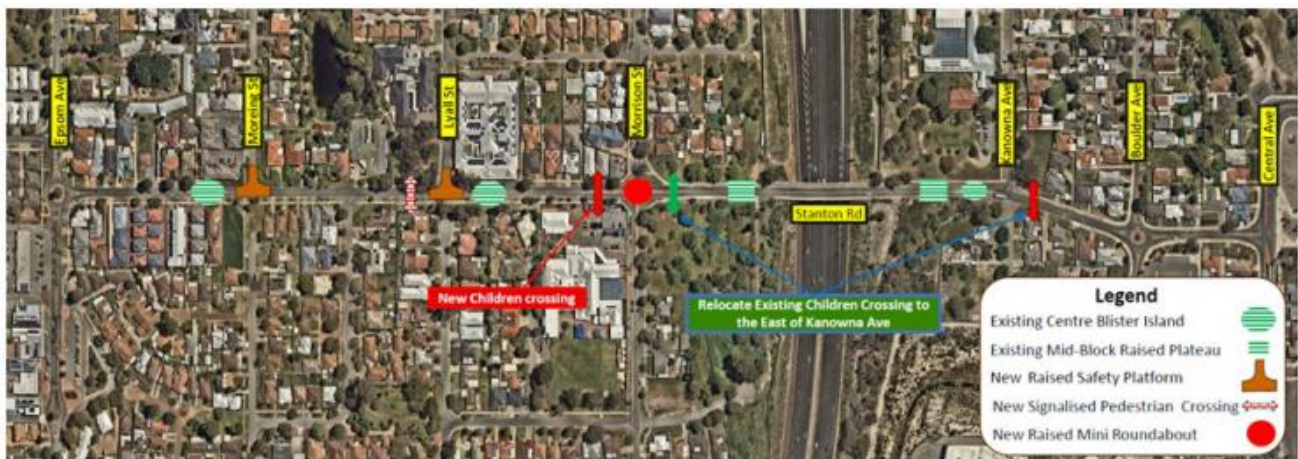 Epsom Ave
Moreing St
Lyall St
Morrison St
Kanowna Ave
Boulder Ave
Central Ave
Stanton Rd
New Children crossing
Relocate Existing Children Crossing to
the East of Kanowna Ave
Legend
Existing Centre Blister Island
Existing Mid-Block Raised Plateau
New Raised Safety Platform
New Signalised Pedestrian Crossing
New Raised Mini Roundabout